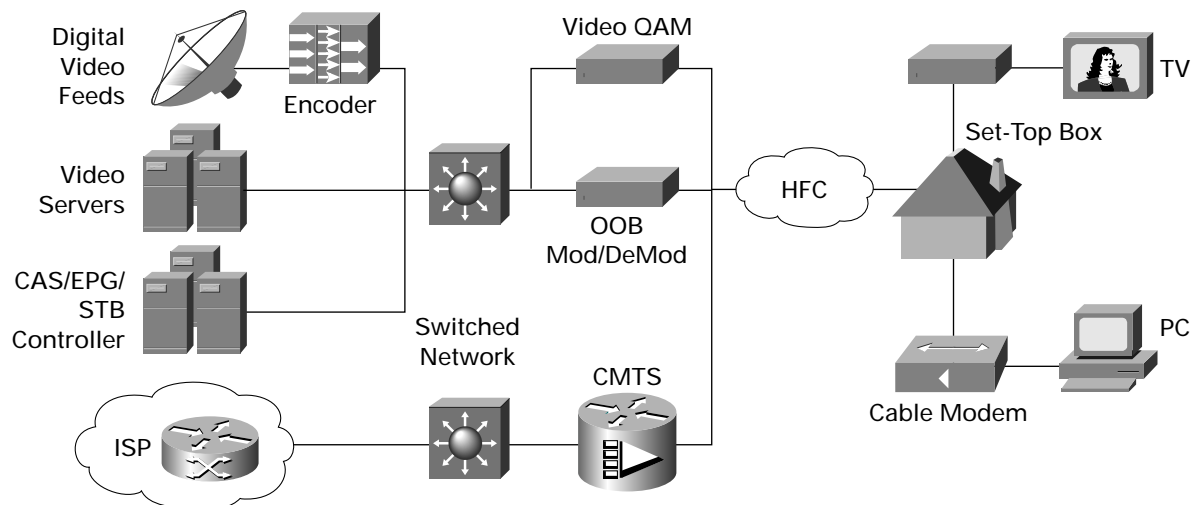 Digital
Video
Feeds
Encoder
Video QAM
TV
Set-Top Box
Video
Servers
OOB
Mod/DeMod
HFC
CAS/EPG/
STB
Controller
Switched
Network
CMTS
PC
Cable Modem
ISP